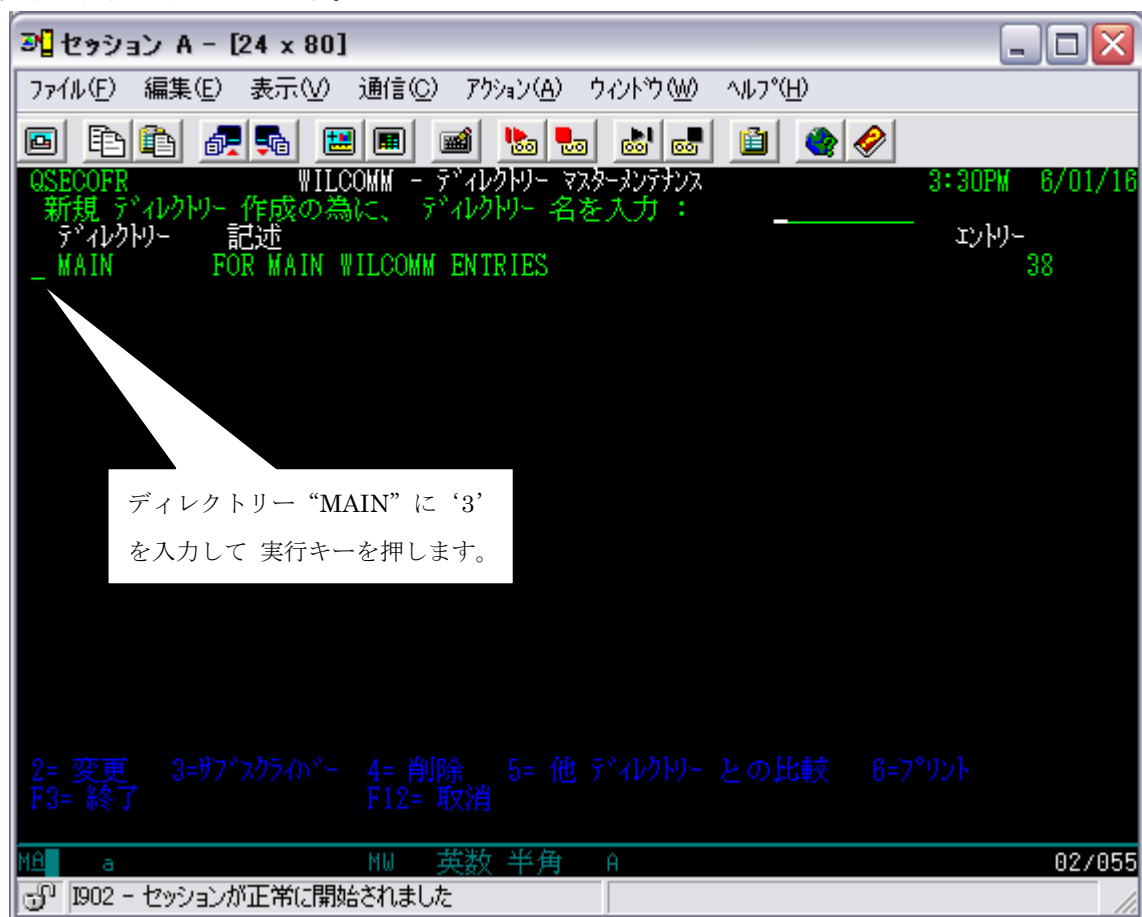 セッション A - [24 x 80]
ファイル(F) 編集(E) 表示(V) 通信(C) アクション(A) ウィンドウ(W) ヘルプ(H)
QSECOFR WILCOMM - ディレクトリー マスターメンテナンス 3:30PM 6/01/16
新規 ディレクトリー 作成の為に、 ディレクトリー 名を入力 : _
ディレクトリー 記述 エントリー
_ MAIN FOR MAIN WILCOMM ENTRIES 38
ディレクトリー“MAIN”に‘3’
を入力して 実行キーを押します。
2= 変更 3=サブスクライバー 4= 削除 5= 他 ディレクトリー との比較 6=プリント
F3= 終了 F12= 取消
MA a MW 英数 半角 A 02/055
I902 - セッションが正常に開始されました